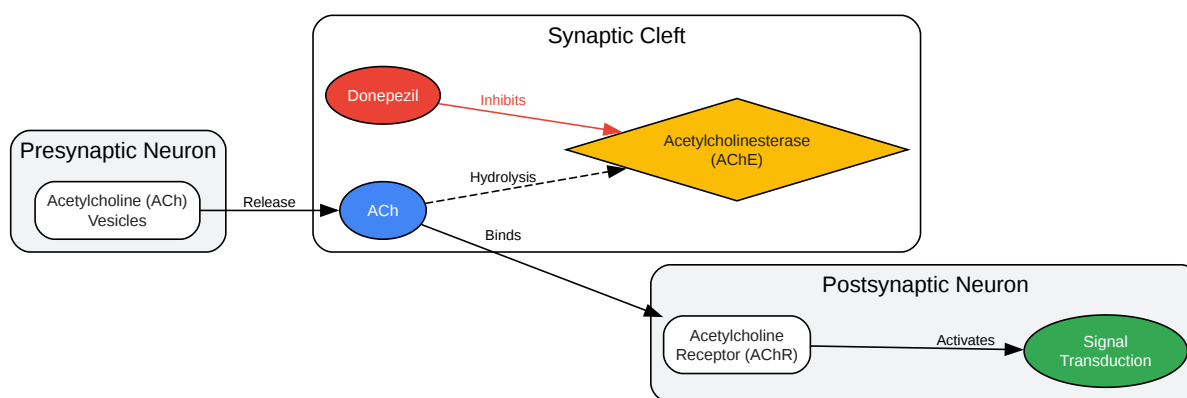 Synaptic Cleft
Donepezil
Inhibits
Acetylcholinesterase
(AChE)
Presynaptic Neuron
Acetylcholine (ACh)
Vesicles
Release
ACh
Hydrolysis
Binds
Postsynaptic Neuron
Acetylcholine
Receptor (AChR)
Activates
Signal
Transduction